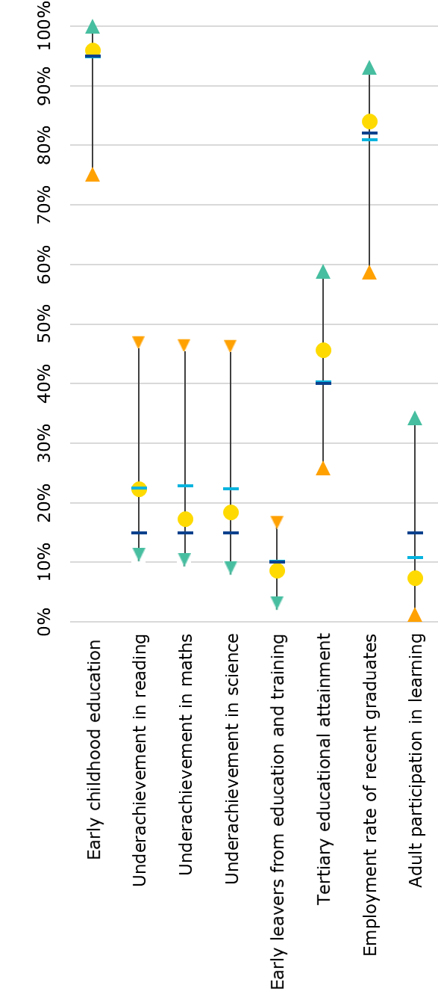 100%
90%
80%
70%
60%
50%
40%
30%
20%
10%
0%
Early childhood education
Underachievement in reading
Underachievement in maths
Underachievement in science
Early leavers from education and training
Tertiary educational attainment
Employment rate of recent graduates
Adult participation in learning